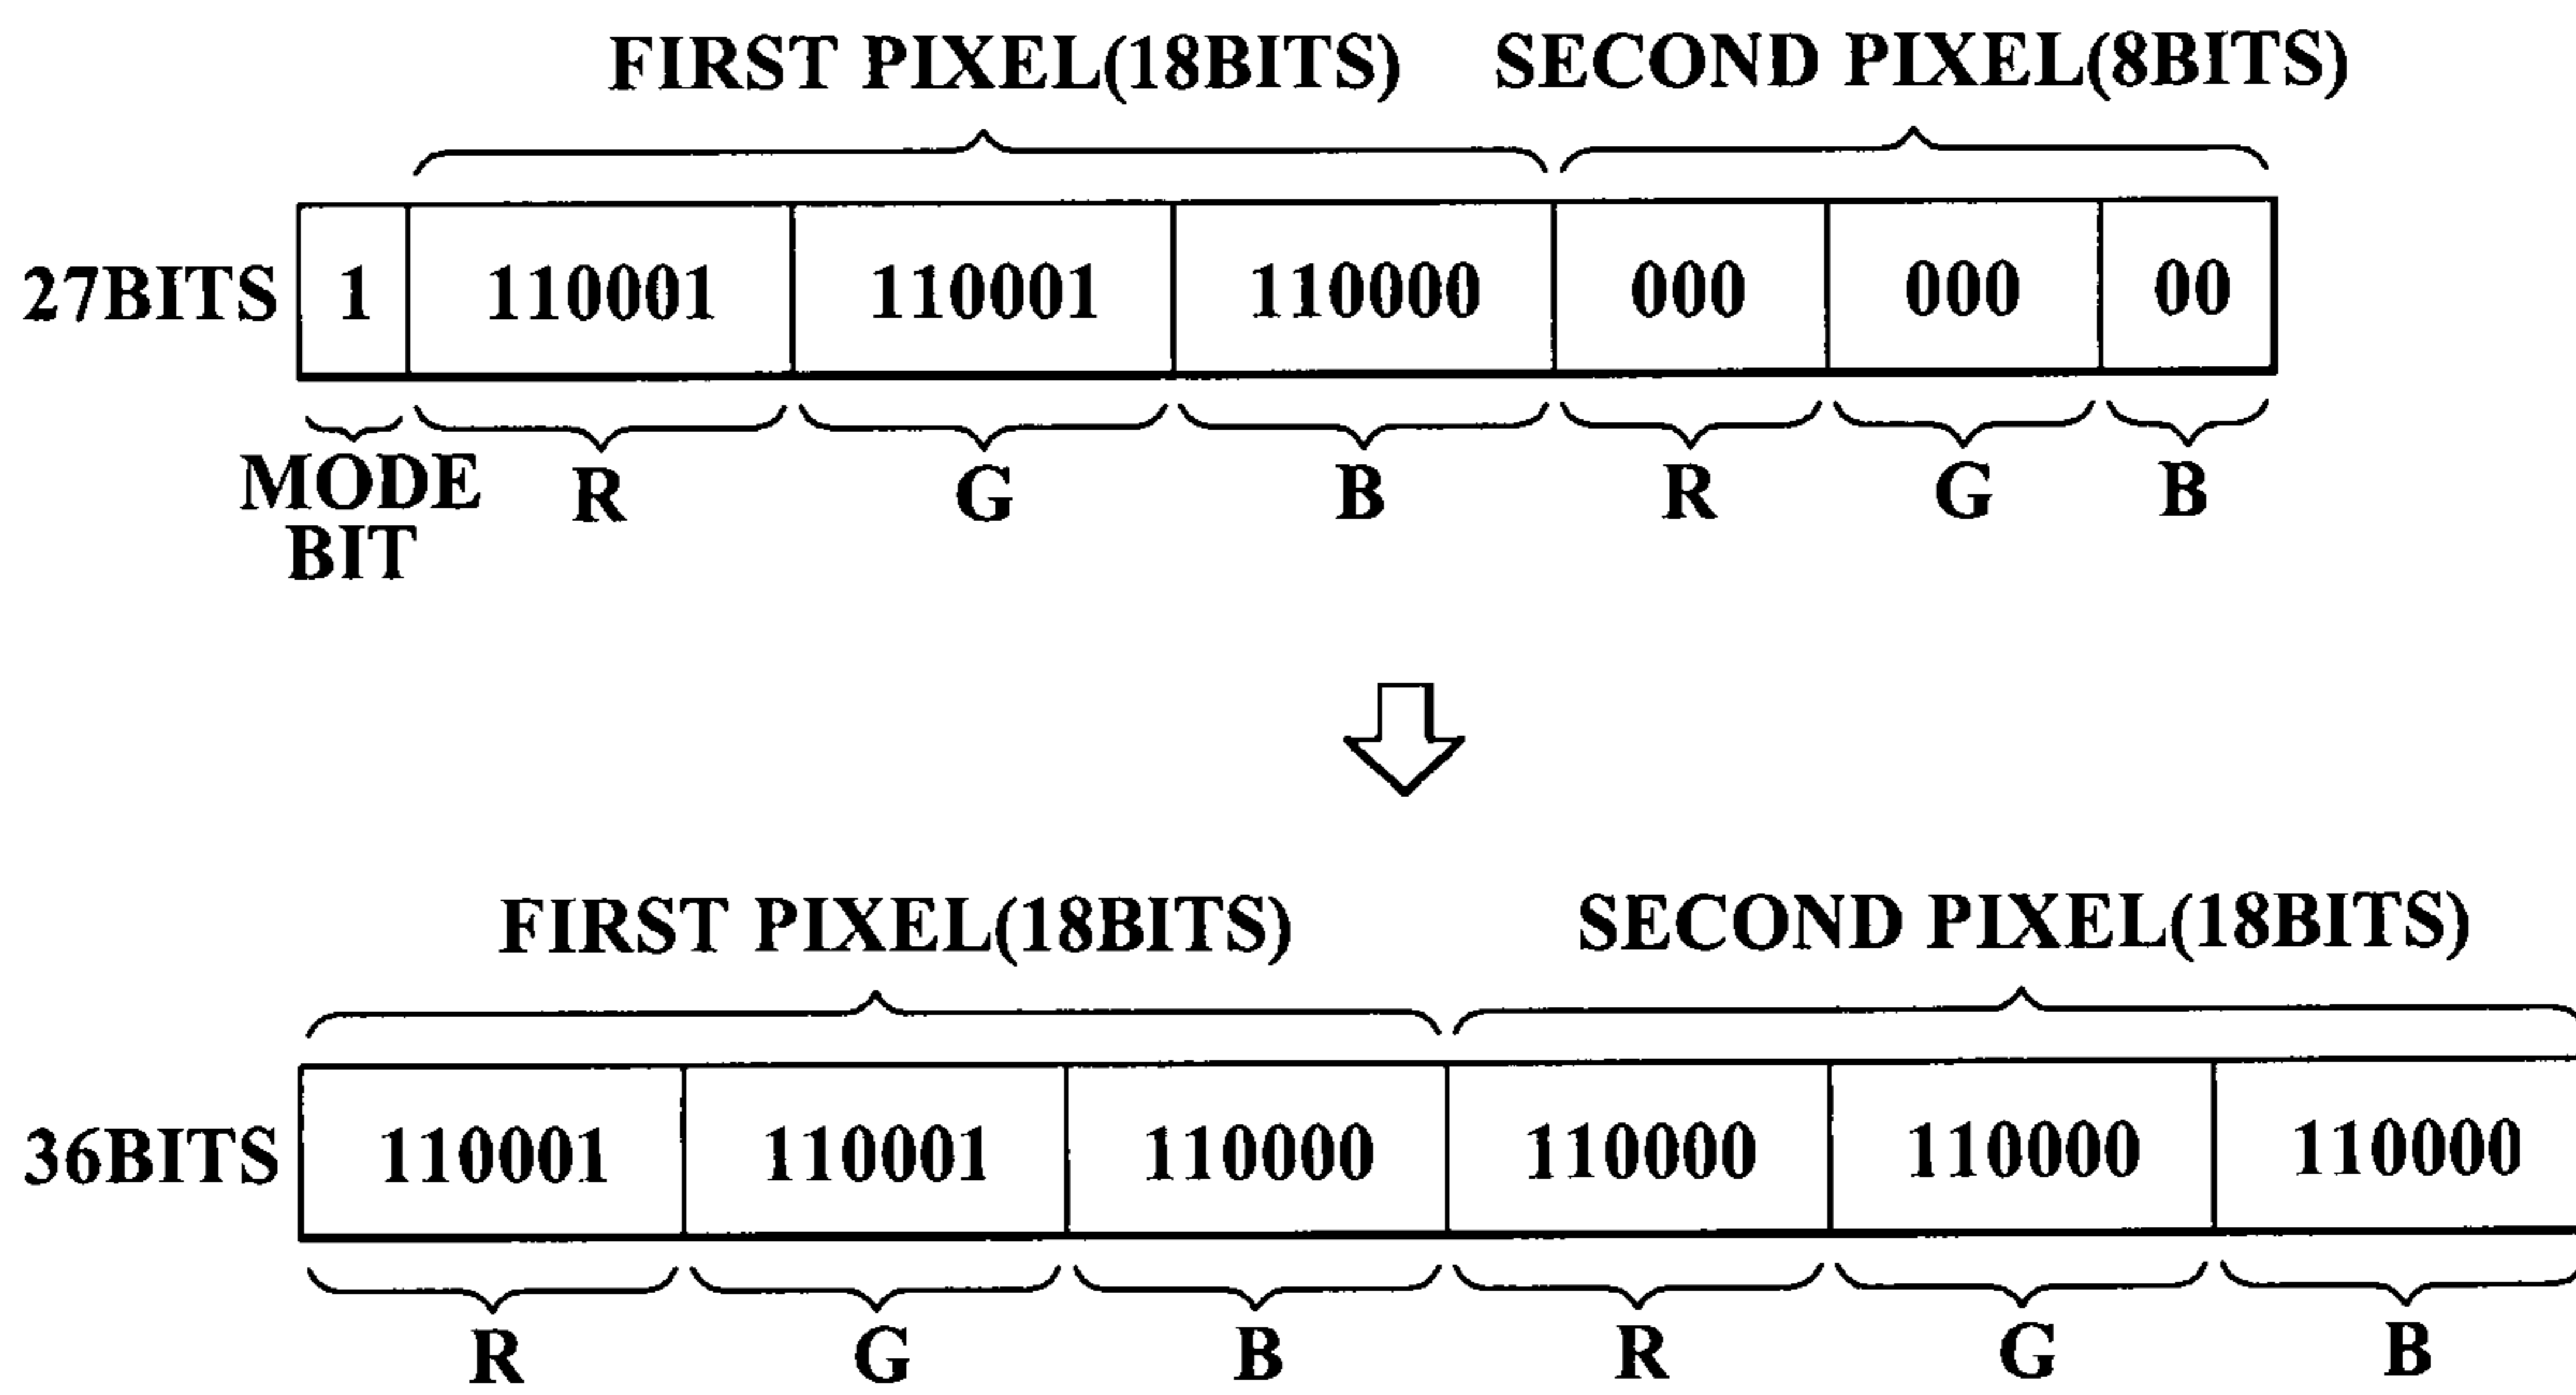 FIRST PIXEL(18BITS) SECOND PIXEL(8BITS)
27BITS 1 110001 110001 110000 000 000 00
MODE BIT R G B R G B
FIRST PIXEL(18BITS) SECOND PIXEL(18BITS)
36BITS 110001 110001 110000 110000 110000 110000
R G B R G B